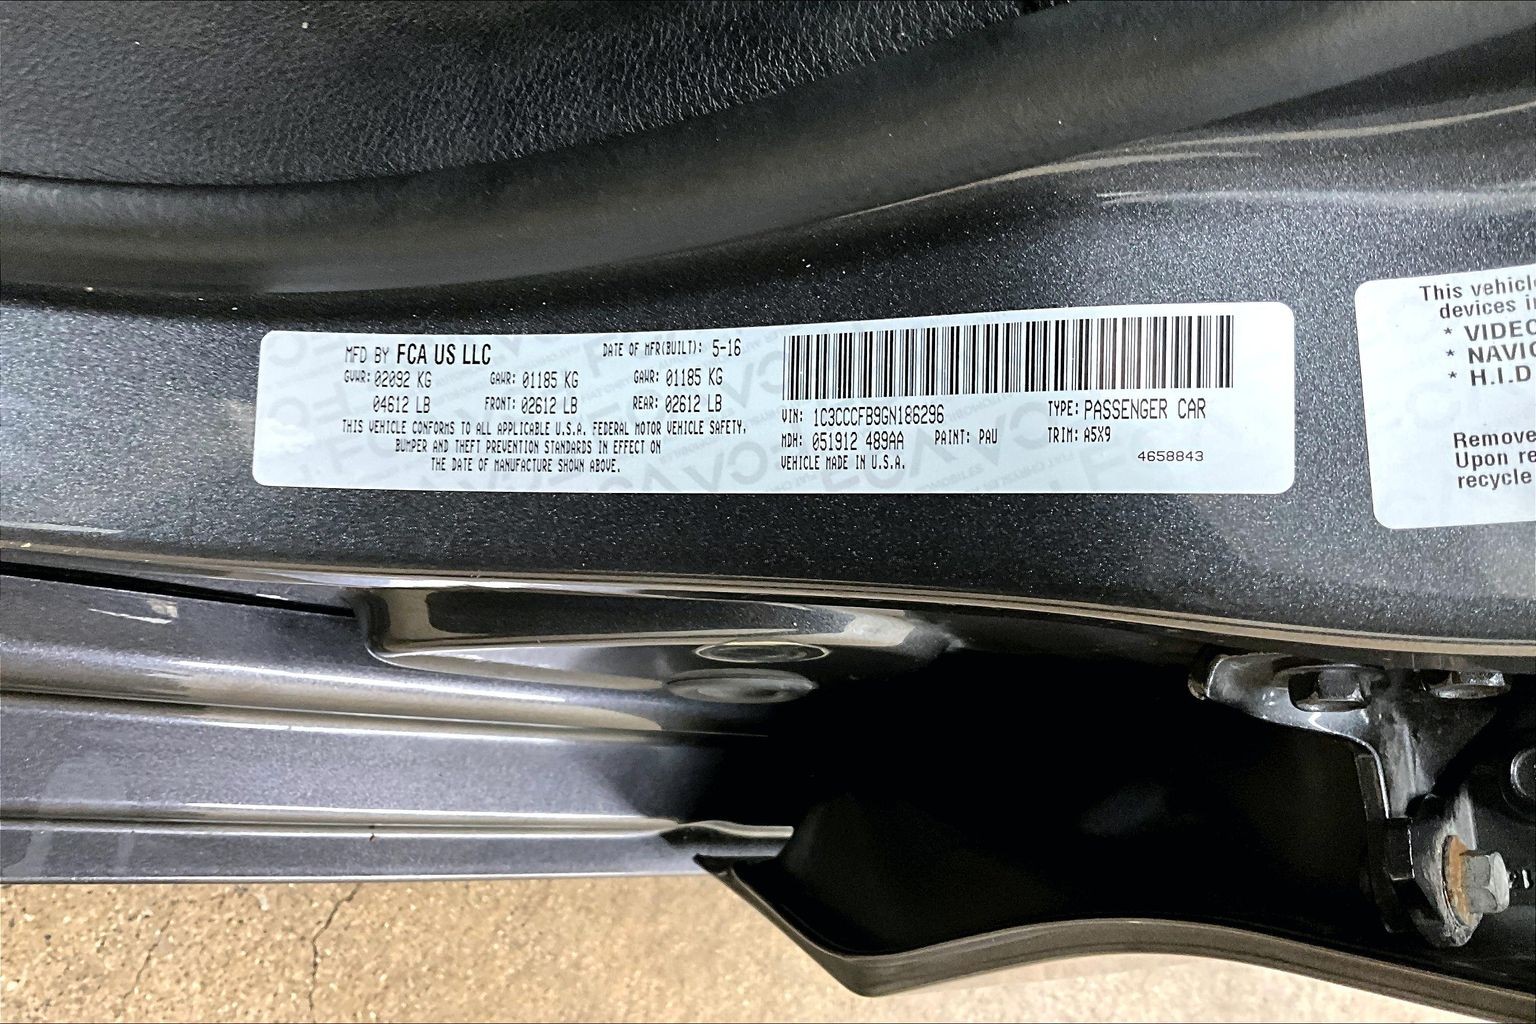 MFD BY FCA US LLC DATE OF MFR(BUILT): 5-16
GVWR: 02092 KG GAWR: 01185 KG GAWR: 01185 KG
04612 LB FRONT: 02612 LB REAR: 02612 LB
THIS VEHICLE CONFORMS TO ALL APPLICABLE U.S.A. FEDERAL MOTOR VEHICLE SAFETY,
BUMPER AND THEFT PREVENTION STANDARDS IN EFFECT ON
THE DATE OF MANUFACTURE SHOWN ABOVE.
VIN: 1C3CCCFB9GN186296 TYPE: PASSENGER CAR
MDH: 051912 489AA PAINT: PAU TRIM: A5X9
VEHICLE MADE IN U.S.A. 4658843
This vehicle
devices
* VIDEO
*
* H.I.D
Remove
Upon
recycle